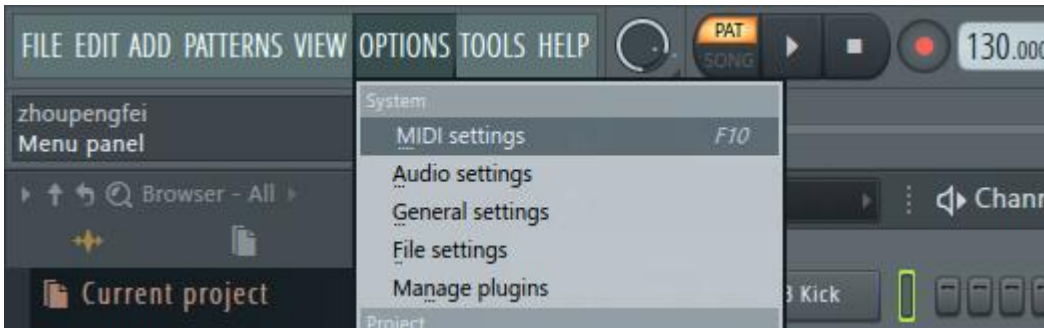 FILE EDIT ADD PATTERNS VIEW OPTIONS TOOLS HELP
PAT
SONG
130.000
zhoupengfei
Menu panel
System
MIDI settings F10
Audio settings
General settings
File settings
Manage plugins
Project
Browser - All
Chann
Current project
Kick